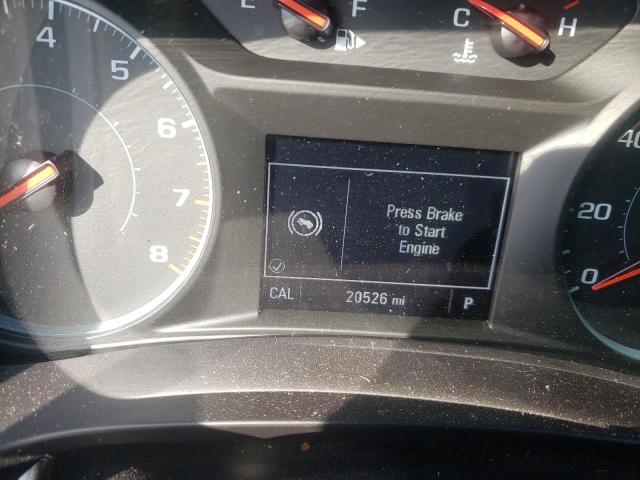 E F
C H
4
5
6
7
8
40
20
0
Press Brake
to Start
Engine
CAL 20526 mi P